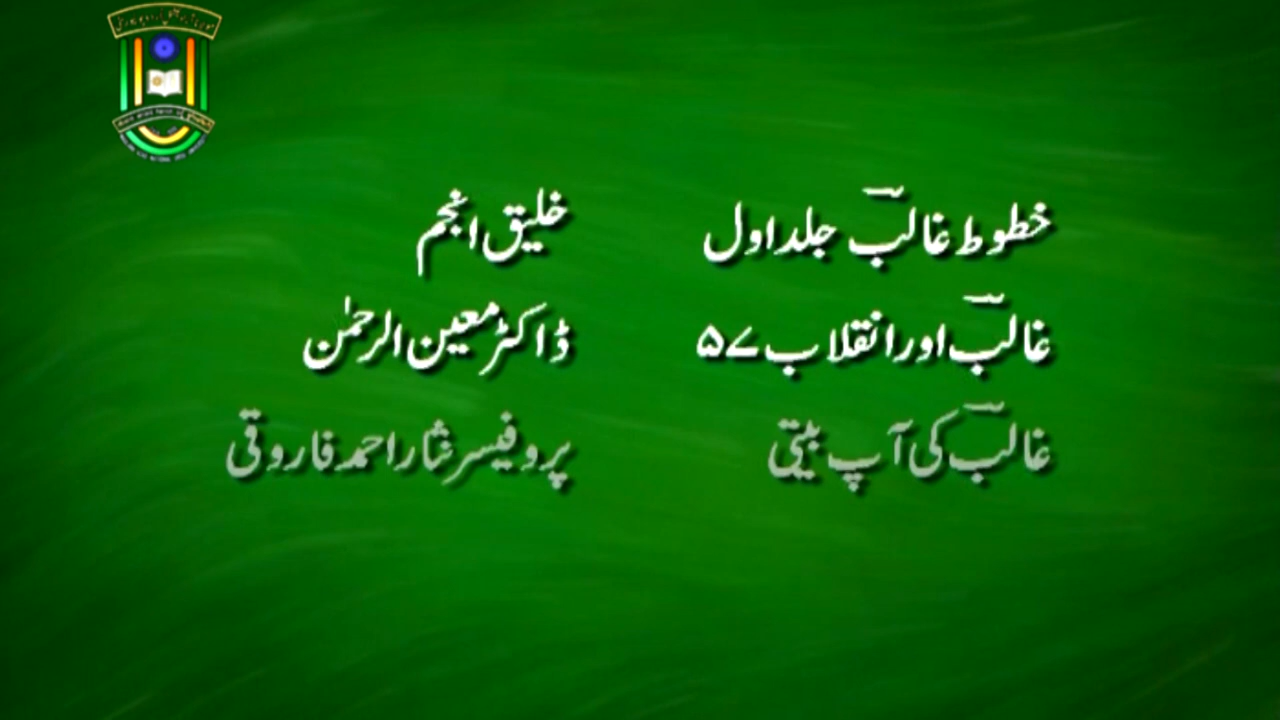 خطوط غالبؔ جلد اول خلیق انجم
غالبؔ اور انقلاب ۵۷ ڈاکٹر معین الرحمٰن
غالبؔ کی آپ بیتی پروفیسر نثار احمد فاروقی